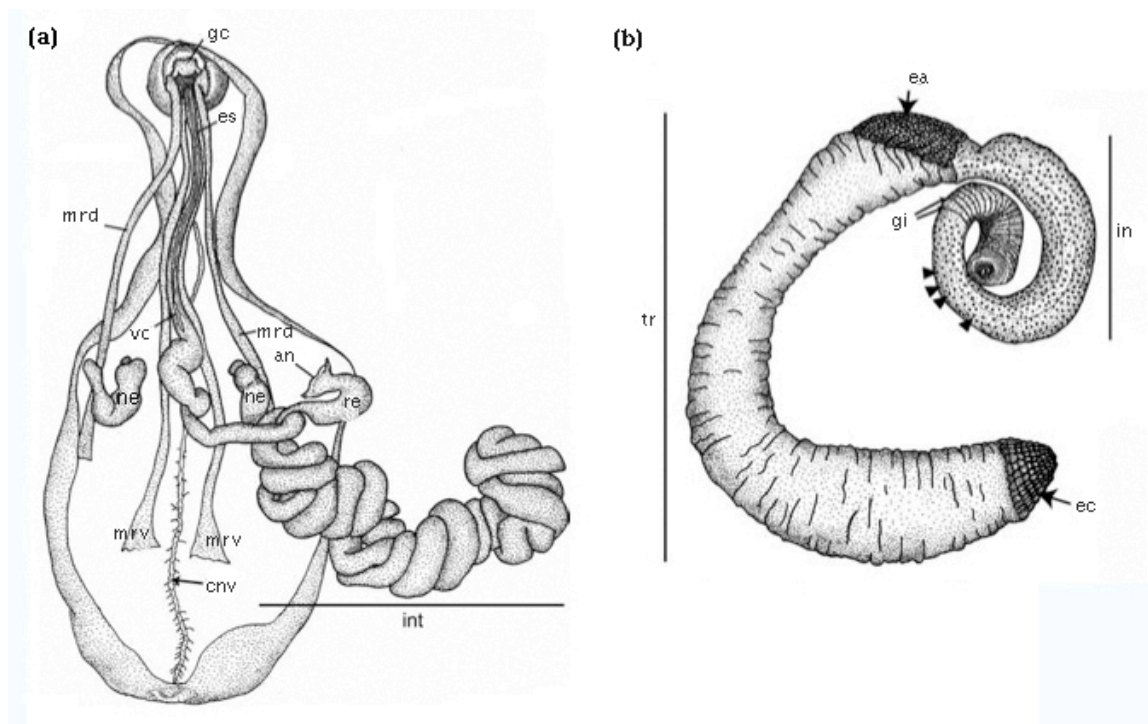 (a)
gc
es
mrd
vc
mrd
an
ne
ne
re
mrv
mrv
cnv
int
(b)
ea
gi
in
tr
ec